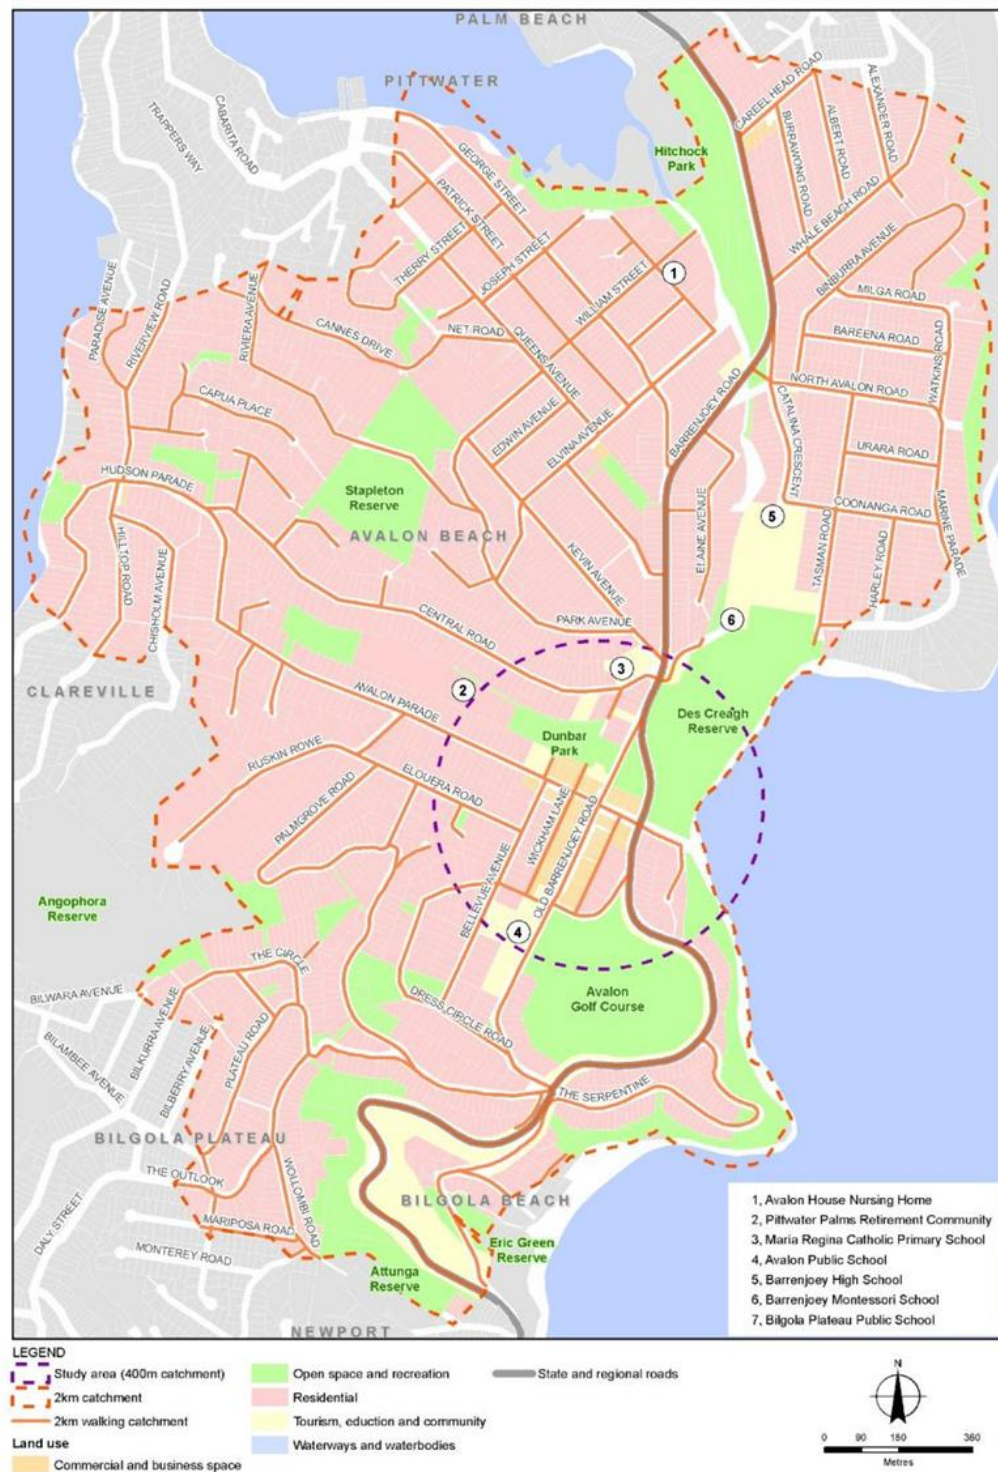 PALM BEACH
PITTWATER
TRAPPERS WAY
CABARITA ROAD
CAREEL HEAD ROAD
ALEXANDER ROAD
ALBERT ROAD
BURRAWONG ROAD
Hitchock
Park
GEORGE STREET
PATRICK STREET
THERRY STREET
JOSEPH STREET
WILLIAM STREET
1
WHALE BEACH ROAD
BINBURRA AVENUE
MILGA ROAD
BAREENA ROAD
WATKINS ROAD
PARADISE AVENUE
RIVERVIEW ROAD
RIVIERA AVENUE
CANNES DRIVE
NET ROAD
QUEENS AVENUE
CAPUA PLACE
BARRENJOEY ROAD
NORTH AVALON ROAD
CATALINA CRESCENT
EDWIN AVENUE
ELVINA AVENUE
URARA ROAD
HUDSON PARADE
Stapleton
Reserve
AVALON BEACH
5
COONANGA ROAD
MARINE PARADE
TASMAN ROAD
HARLEY ROAD
ELAINE AVENUE
HILLTOP ROAD
CHISHOLM AVENUE
KEVIN AVENUE
PARK AVENUE
6
CENTRAL ROAD
3
CLAREVILLE
2
AVALON PARADE
Des Creagh
Reserve
Dunbar
Park
RUSKIN ROWE
ELOUERA ROAD
PALMGROVE ROAD
WICKHAM LANE
OLD BARRENJOEY ROAD
BELLEVUE AVENUE
Angophora
Reserve
4
THE CIRCLE
BILWARA AVENUE
Avalon
Golf Course
DRESS CIRCLE ROAD
BILKURRA AVENUE
BILAMBEE AVENUE
BILBERRY AVENUE
PLATEAU ROAD
THE SERPENTINE
BILGOLA PLATEAU
THE OUTLOOK
WOLLOMBI ROAD
BILGOLA BEACH
DALY STREET
MARIPOSA ROAD
MONTEREY ROAD
Eric Green
Reserve
Attunga
Reserve
NEWPORT
1, Avalon House Nursing Home
2, Pittwater Palms Retirement Community
3, Maria Regina Catholic Primary School
4, Avalon Public School
5, Barrenjoey High School
6, Barrenjoey Montessori School
7, Bilgola Plateau Public School
LEGEND
Study area (400m catchment)
2km catchment
2km walking catchment
Land use
Commercial and business space
Open space and recreation
Residential
Tourism, eduction and community
Waterways and waterbodies
State and regional roads
N
0 90 180 360
Metres